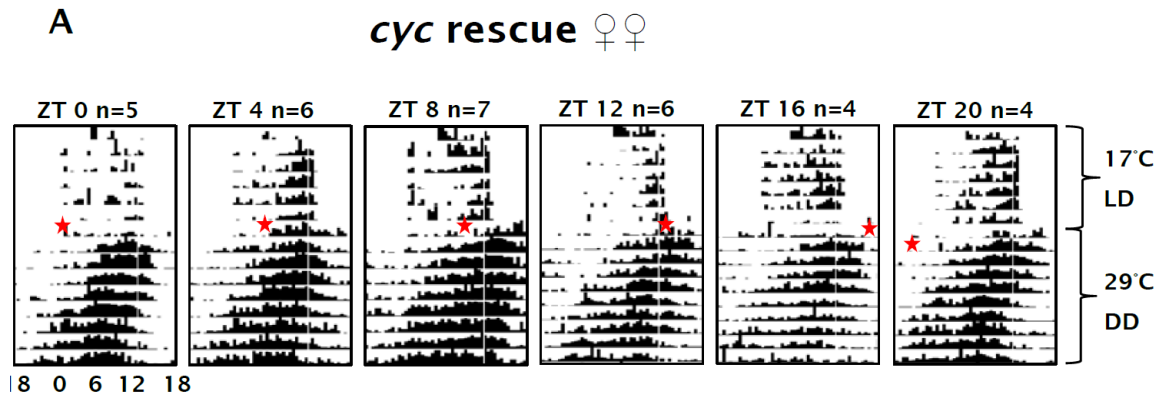 A
cyc rescue ♀♀
ZT 0 n=5
ZT 4 n=6
ZT 8 n=7
ZT 12 n=6
ZT 16 n=4
ZT 20 n=4
17°C
LD
29°C
DD
18 0 6 12 18